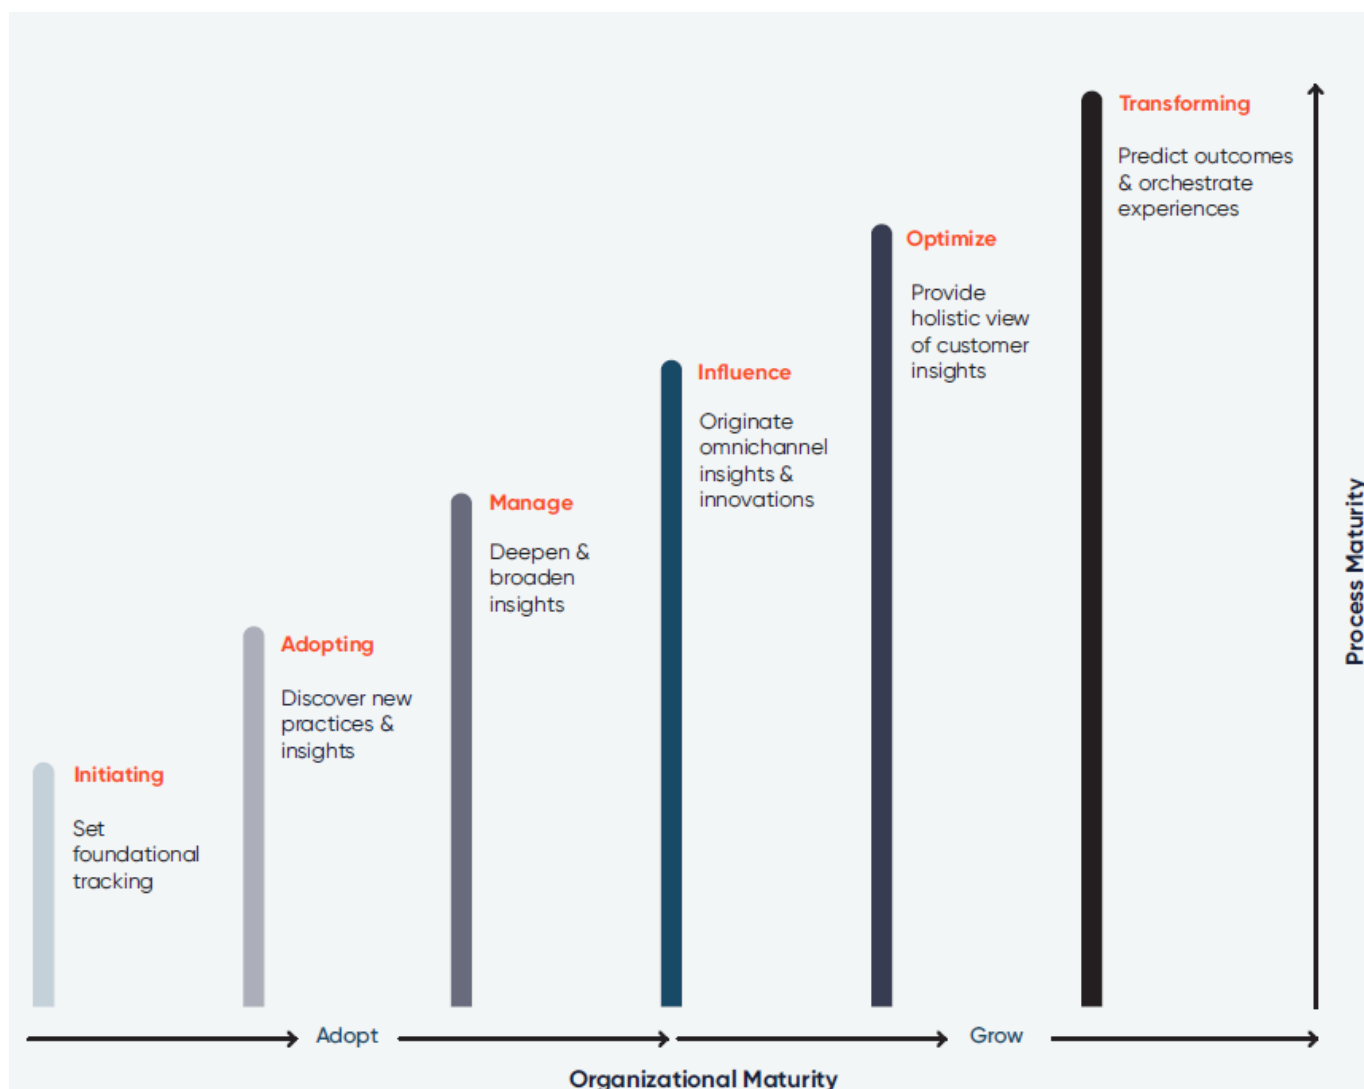 Transforming
Predict outcomes
& orchestrate
experiences
Optimize
Provide
holistic view
of customer
insights
Influence
Originate
omnichannel
insights &
innovations
Manage
Deepen &
broaden
insights
Adopting
Discover new
practices &
insights
Initiating
Set
foundational
tracking
Process Maturity
Adopt
Grow
Organizational Maturity